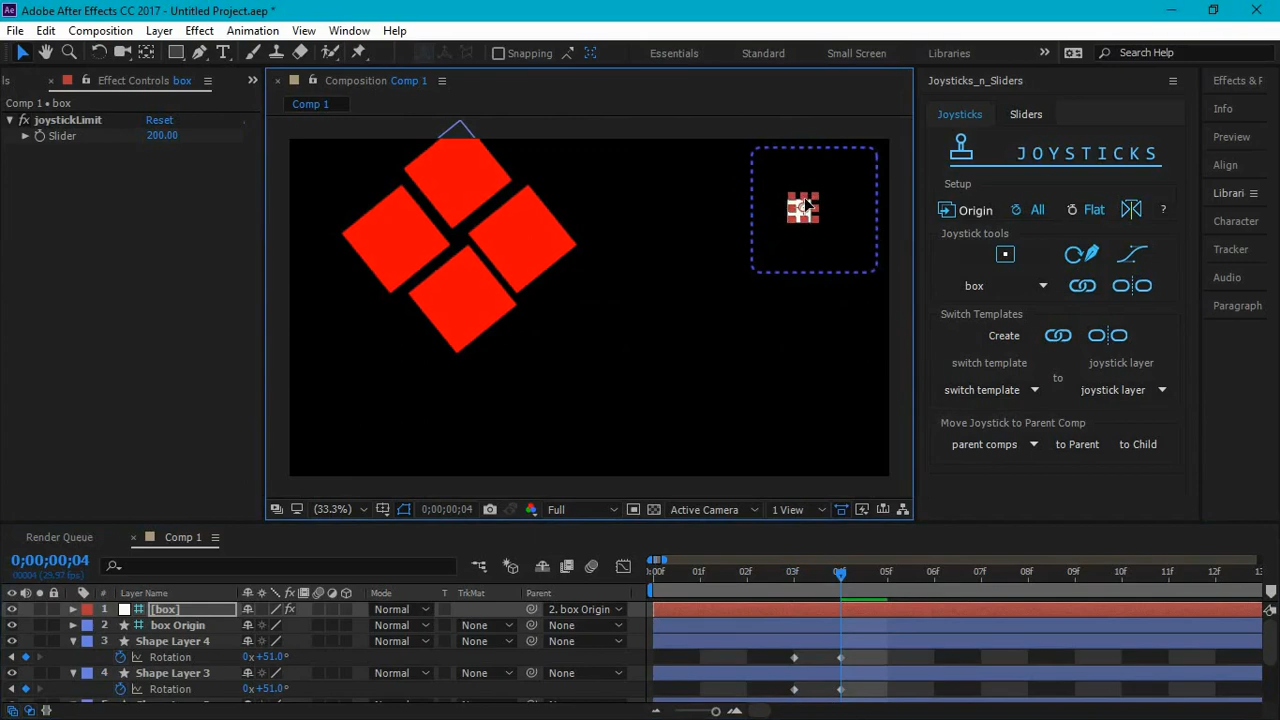 Ae Adobe After Effects CC 2017 - Untitled Project.aep *
File Edit Composition Layer Effect Animation View Window Help
Snapping Essentials Standard Small Screen Libraries Search Help
ls Effect Controls box Composition Comp 1 Joysticks_n_Sliders Effects & F
Comp 1 • box Comp 1 Joysticks Sliders Info
fx joystickLimit Reset
Slider 200.00 Preview
JOYSTICKS Align
Setup
Origin All Flat ? Librari
Character
Joystick tools
Tracker
Audio
box Paragraph
Switch Templates
Create
switch template joystick layer
to
switch template joystick layer
Move Joystick to Parent Comp
parent comps to Parent to Child
(33.3%) 0;00;00;04 Full Active Camera 1 View
Render Queue Comp 1
0;00;00;04
00004 (29.97 fps)
:00f 01f 02f 03f 04f 05f 06f 07f 08f 09f 10f 11f 12f 13
# Layer Name Mode T TrkMat Parent
1 [box] fx Normal 2. box Origin
2 box Origin Normal None None
3 Shape Layer 4 Normal None None
Rotation 0x+51.0°
4 Shape Layer 3 Normal None None
Rotation 0x+51.0°